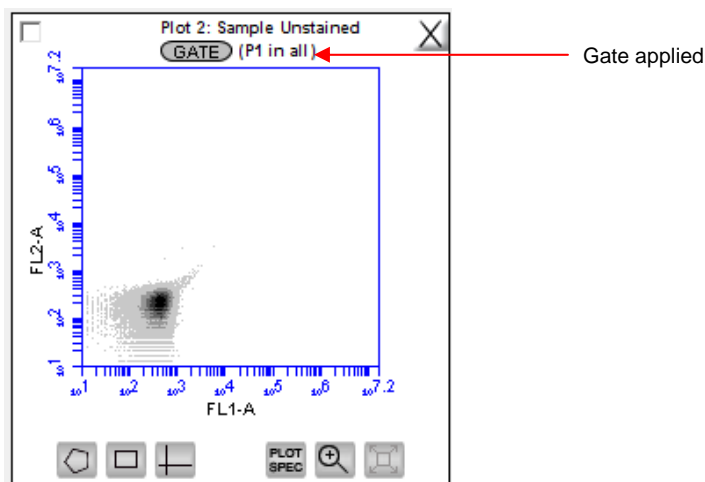 Plot 2: Sample Unstained
GATE (P1 in all)
Gate applied
10^7.2
10^6
10^5
10^4
10^3
10^2
10^1
FL2-A
10^1 10^2 10^3 10^4 10^5 10^6 10^7.2
FL1-A
PLOT
SPEC